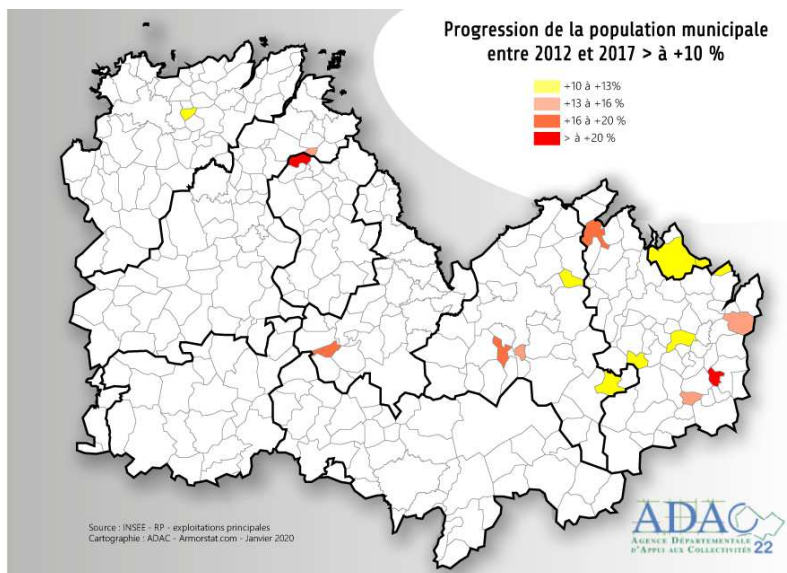 Progression de la population municipale
entre 2012 et 2017 > à +10 %
+10 à +13%
+13 à +16 %
+16 à +20 %
> à +20 %
Source : INSEE - RP - exploitations principales
Cartographie : ADAC - Armorstat.com - Janvier 2020
ADAC
AGENCE DÉPARTEMENTALE
D'APPUI AUX COLLECTIVITÉS 22